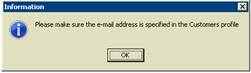 Information
Please make sure the e-mail address is specified in the Customers profile
OK